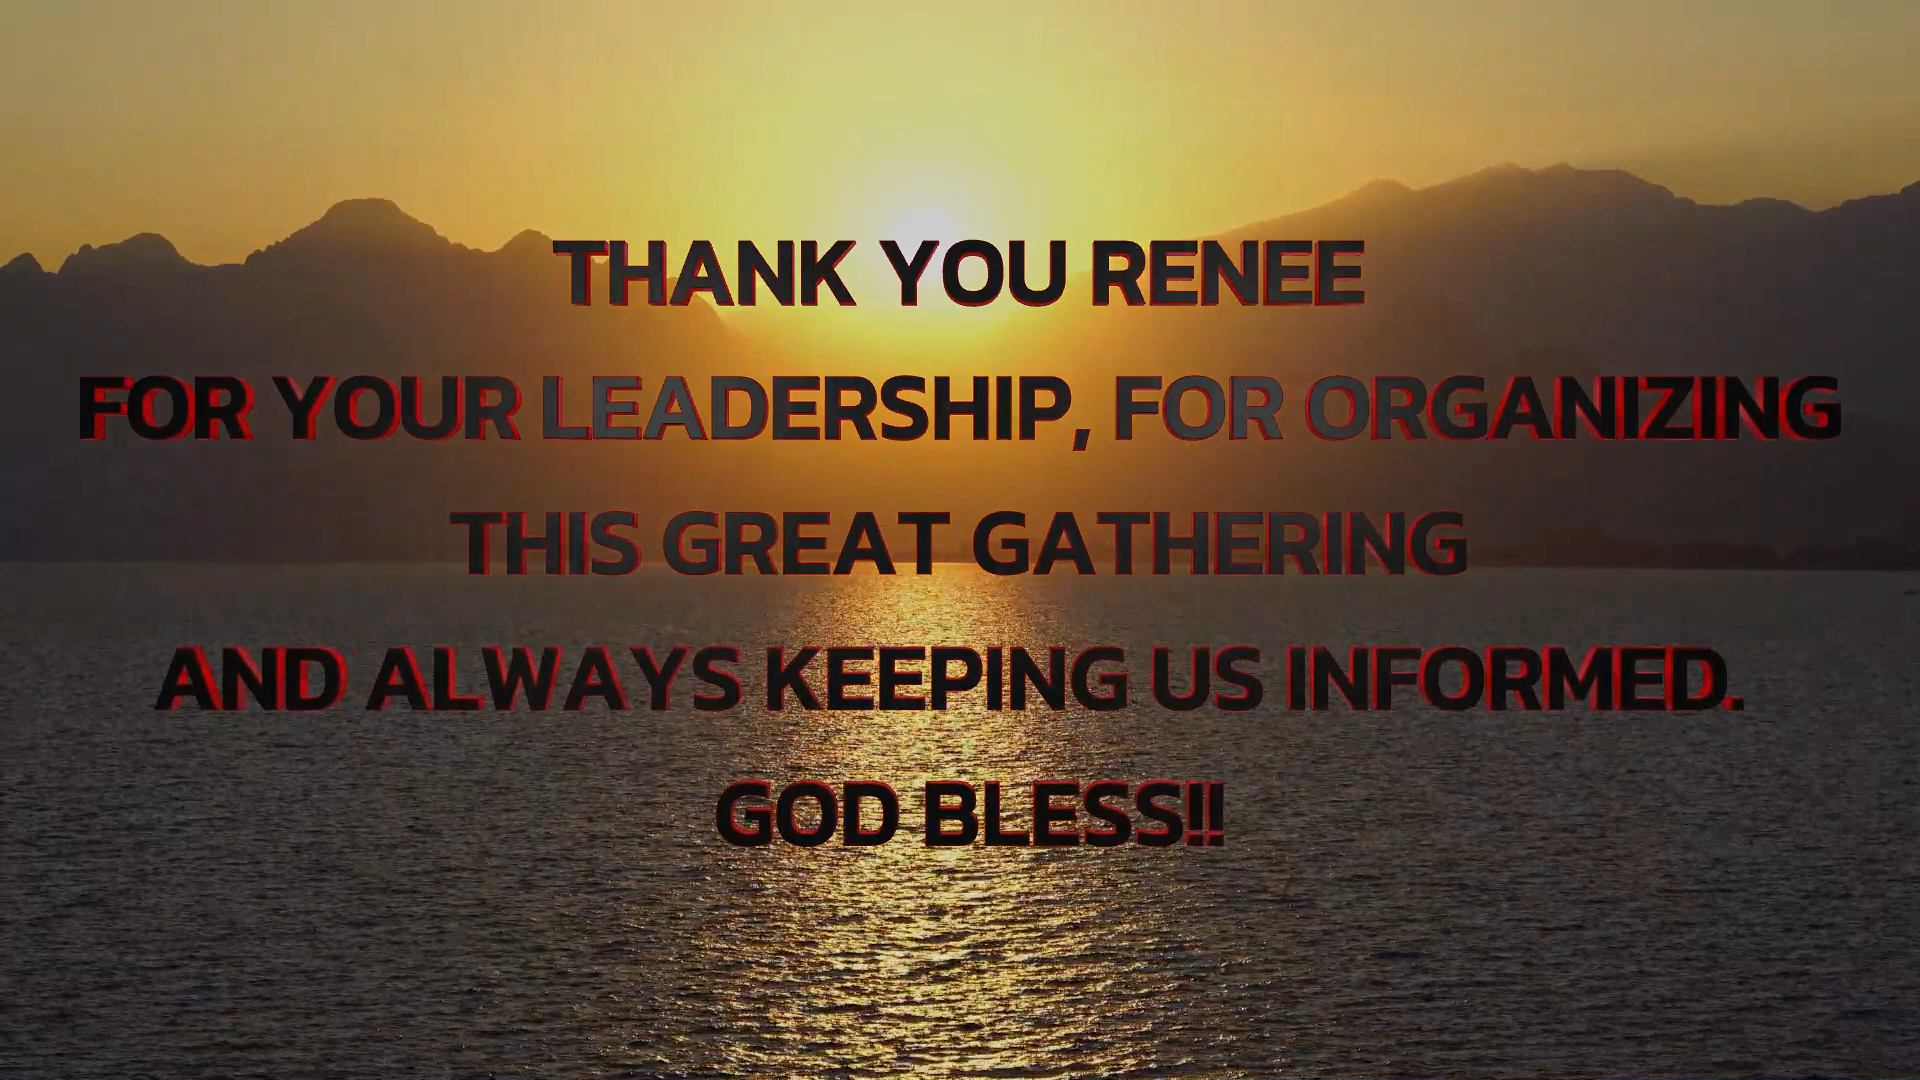 THANK YOU RENEE
FOR YOUR LEADERSHIP, FOR ORGANIZING
THIS GREAT GATHERING
AND ALWAYS KEEPING US INFORMED.
GOD BLESS!!